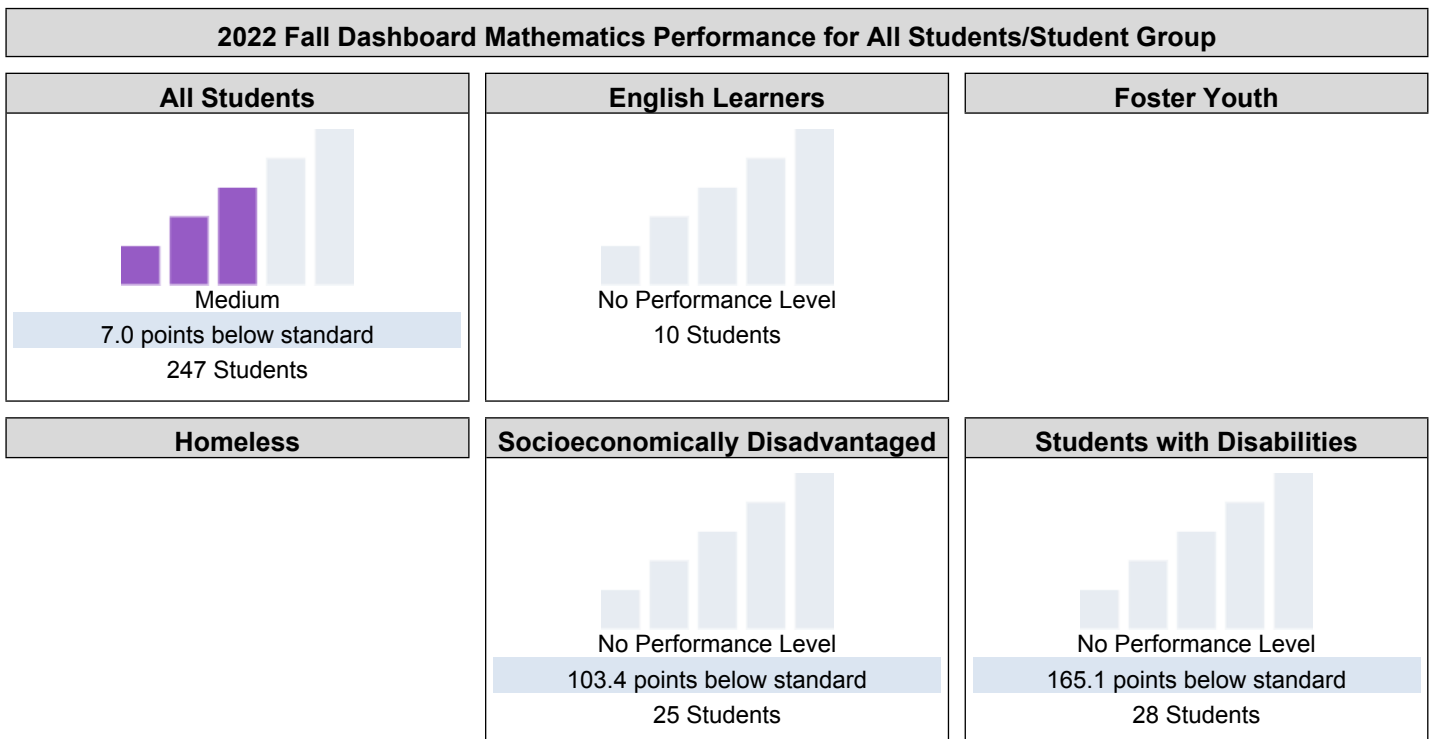 2022 Fall Dashboard Mathematics Performance for All Students/Student Group
All Students
Medium
7.0 points below standard
247 Students
English Learners
No Performance Level
10 Students
Foster Youth
Homeless
Socioeconomically Disadvantaged
No Performance Level
103.4 points below standard
25 Students
Students with Disabilities
No Performance Level
165.1 points below standard
28 Students